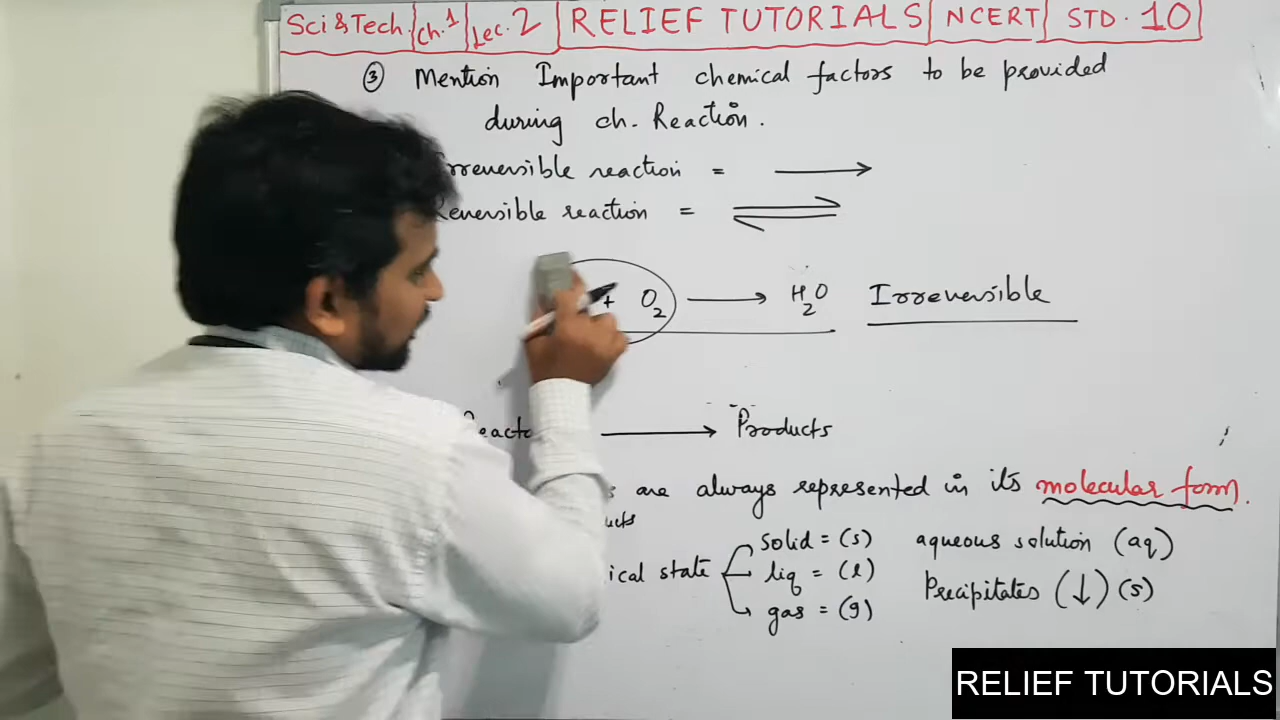 Sci & Tech. ch.1 Lec.2 RELIEF TUTORIALS NCERT STD. 10
③ Mention Important chemical factors to be provided
during ch. Reaction.
Irreversible reaction = ⟶
Reversible reaction = ⇌
+ O2 ⟶ H2O Irreversible
⟶ Products
are always represented in its molecular form.
state solid = (s) aqueous solution (aq)
liq = (l) Precipitates (↓) (s)
gas = (g)
RELIEF TUTORIALS